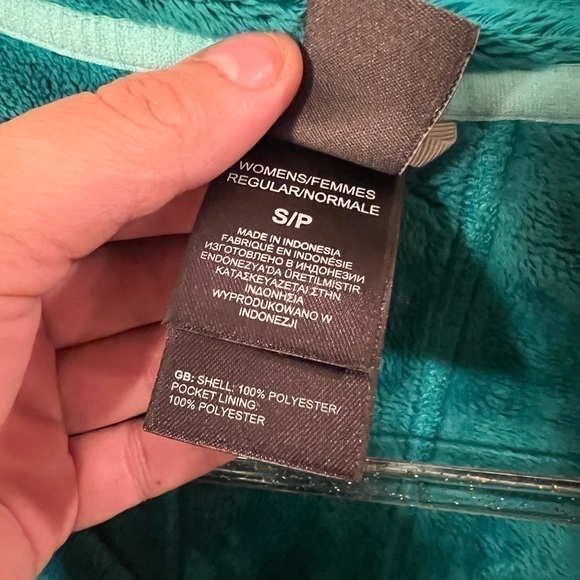 WOMENS/FEMMES
REGULAR/NORMALE
S/P
MADE IN INDONESIA
FABRIQUÉ EN INDONÉSIE
ИЗГОТОВЛЕНО В ИНДОНЕЗИИ
ENDONEZYA'DA ÜRETILMIŞTIR
ΚΑΤΑΣΚΕΥΑΖΕΤΑΙ ΣΤΗΝ
ΙΝΔΟΝΗΣΙΑ
WYPRODUKOWANO W
INDONEZJI
GB: SHELL: 100% POLYESTER/
POCKET LINING:
100% POLYESTER